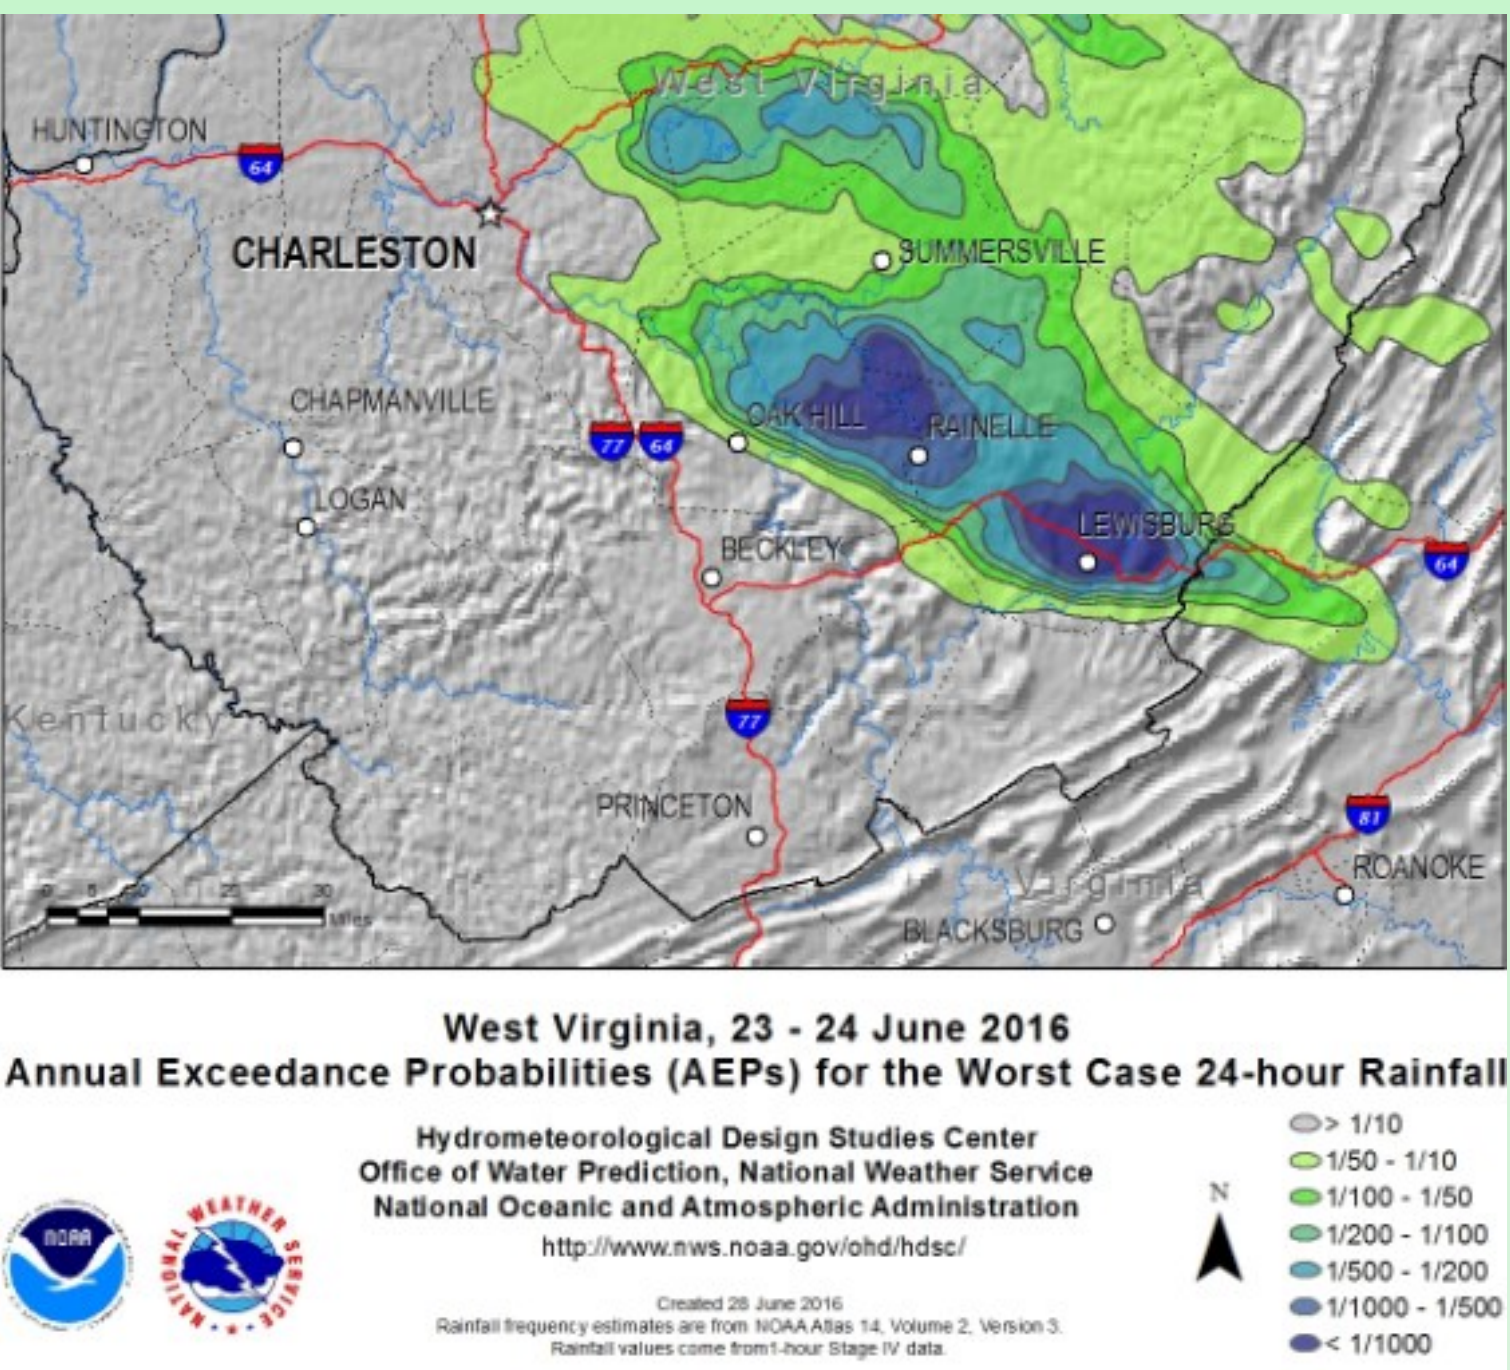 West Virginia
HUNTINGTON
64
CHARLESTON
SUMMERSVILLE
CHAPMANVILLE
OAK HILL
RAINELLE
77
64
LOGAN
LEWISBURG
BECKLEY
64
Kentucky
77
PRINCETON
81
ROANOKE
Virginia
BLACKSBURG
0 5 10 20 30
Miles
West Virginia, 23 - 24 June 2016
Annual Exceedance Probabilities (AEPs) for the Worst Case 24-hour Rainfall
Hydrometeorological Design Studies Center
Office of Water Prediction, National Weather Service
National Oceanic and Atmospheric Administration
http://www.nws.noaa.gov/ohd/hdsc/
Created 28 June 2016
Rainfall frequency estimates are from NOAA Atlas 14, Volume 2, Version 3.
Rainfall values come from1-hour Stage IV data.
NOAA
NATIONAL WEATHER SERVICE
N
> 1/10
1/50 - 1/10
1/100 - 1/50
1/200 - 1/100
1/500 - 1/200
1/1000 - 1/500
< 1/1000